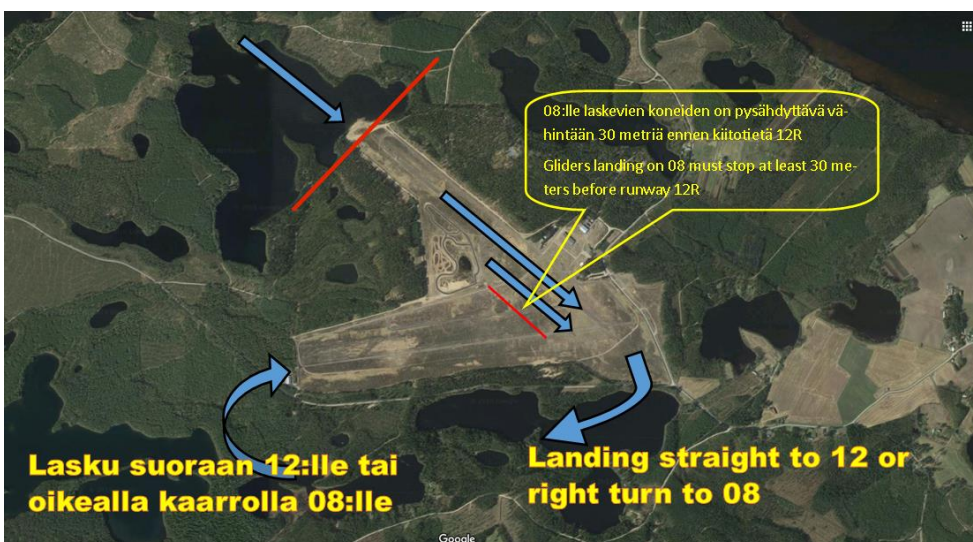 08:lle laskevien koneiden on pysähdyttävä vä-
hintään 30 metriä ennen kiitotietä 12R
Gliders landing on 08 must stop at least 30 me-
ters before runway 12R
Lasku suoraan 12:lle tai
oikealla kaarrolla 08:lle
Landing straight to 12 or
right turn to 08
Google